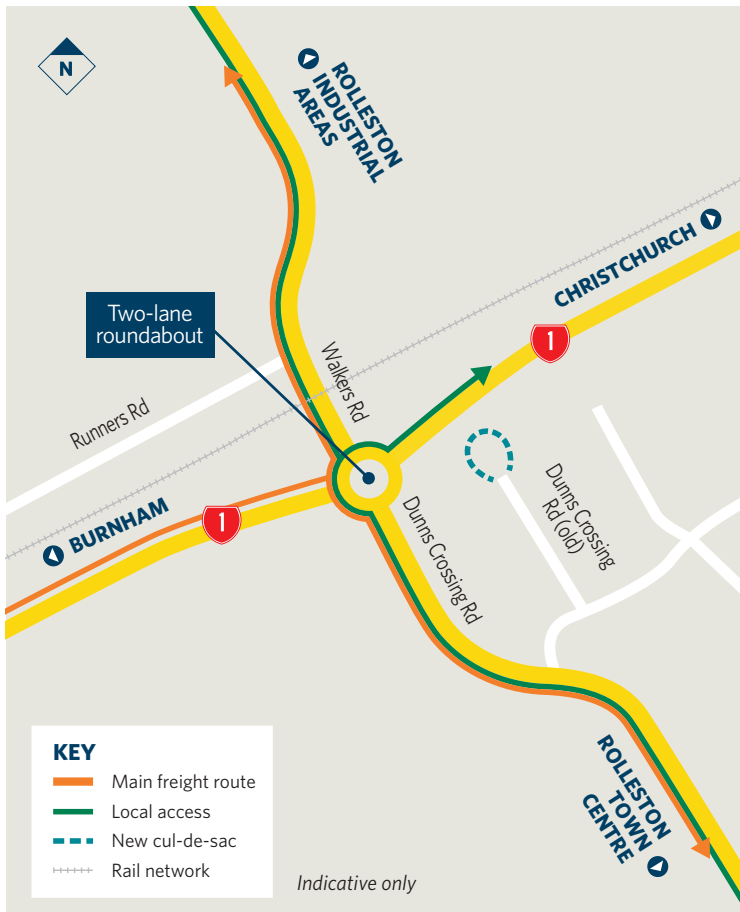 N
ROLLESTON
INDUSTRIAL
AREAS
CHRISTCHURCH
1
Two-lane
roundabout
Walkers Rd
Runners Rd
BURNHAM
1
Dunns Crossing Rd
Dunns Crossing
Rd (old)
ROLLESTON
TOWN
CENTRE
KEY
Main freight route
Local access
New cul-de-sac
Rail network
Indicative only